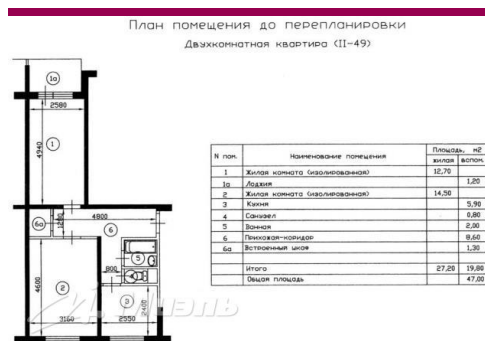 План помещения до перепланировки
Двухкомнатная квартира (II-49)
N пом. Наименование помещения Площадь, м2
жилая вспом.
1 Жилая комната (изолированная) 12,70
1а Лоджия 1,20
2 Жилая комната (изолированная) 14,50
3 Кухня 5,90
4 Санузел 0,80
5 Ванная 2,00
6 Прихожая-коридор 8,60
6а Встроенный шкаф 1,30
Итого 27,20 19,80
Общая площадь 47,00
1а
2580
4940
1
6а
1280
4800
6
5
800
4600
2
3
2400
3160
2550